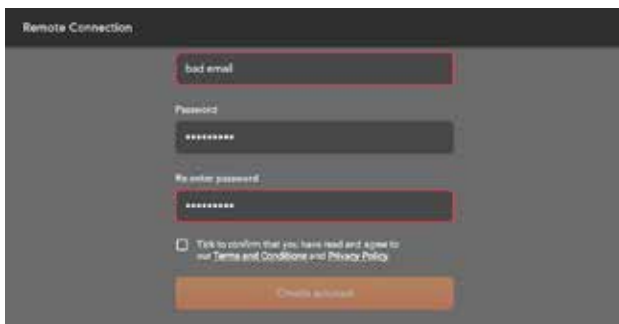 Remote Connection
bad email
Password
•••••••••
Re-enter password
•••••••••
Tick to confirm that you have read and agree to
our Terms and Conditions and Privacy Policy
Create account